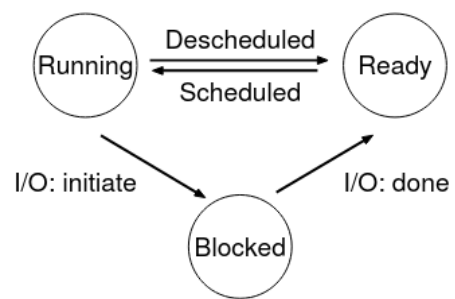 Descheduled
Running
Ready
Scheduled
I/O: initiate
I/O: done
Blocked